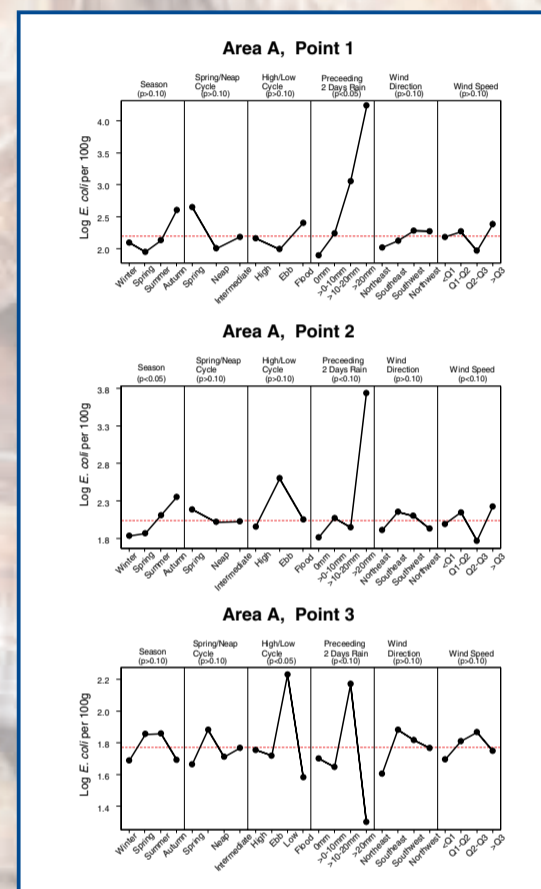 Area A, Point 1
Season
(p>0.10)
Spring/Neap
Cycle
(p>0.10)
High/Low
Cycle
(p>0.10)
Preceeding
2 Days Rain
(p<0.05)
Wind
Direction
(p>0.10)
Wind Speed
(p>0.10)
Log E. coli per 100g
4.0
3.5
3.0
2.5
2.0
Winter
Spring
Summer
Autumn
Spring
Neap
Intermediate
High
Ebb
Flood
0mm
>0-10mm
>10-20mm
>20mm
Northeast
Southeast
Southwest
Northwest
<Q1
Q1-Q2
Q2-Q3
>Q3
Area A, Point 2
Season
(p<0.05)
Spring/Neap
Cycle
(p>0.10)
High/Low
Cycle
(p>0.10)
Preceeding
2 Days Rain
(p<0.10)
Wind
Direction
(p>0.10)
Wind Speed
(p<0.10)
Log E. coli per 100g
3.8
3.3
2.8
2.3
1.8
Winter
Spring
Summer
Autumn
Spring
Neap
Intermediate
High
Ebb
Flood
0mm
>0-10mm
>10-20mm
>20mm
Northeast
Southeast
Southwest
Northwest
<Q1
Q1-Q2
Q2-Q3
>Q3
Area A, Point 3
Season
(p>0.10)
Spring/Neap
Cycle
(p>0.10)
High/Low
Cycle
(p<0.05)
Preceeding
2 Days Rain
(p<0.10)
Wind
Direction
(p>0.10)
Wind Speed
(p>0.10)
Log E. coli per 100g
2.2
2.0
1.8
1.6
1.4
Winter
Spring
Summer
Autumn
Spring
Neap
Intermediate
High
Ebb
Low
Flood
0mm
>0-10mm
>10-20mm
>20mm
Northeast
Southeast
Southwest
Northwest
<Q1
Q1-Q2
Q2-Q3
>Q3